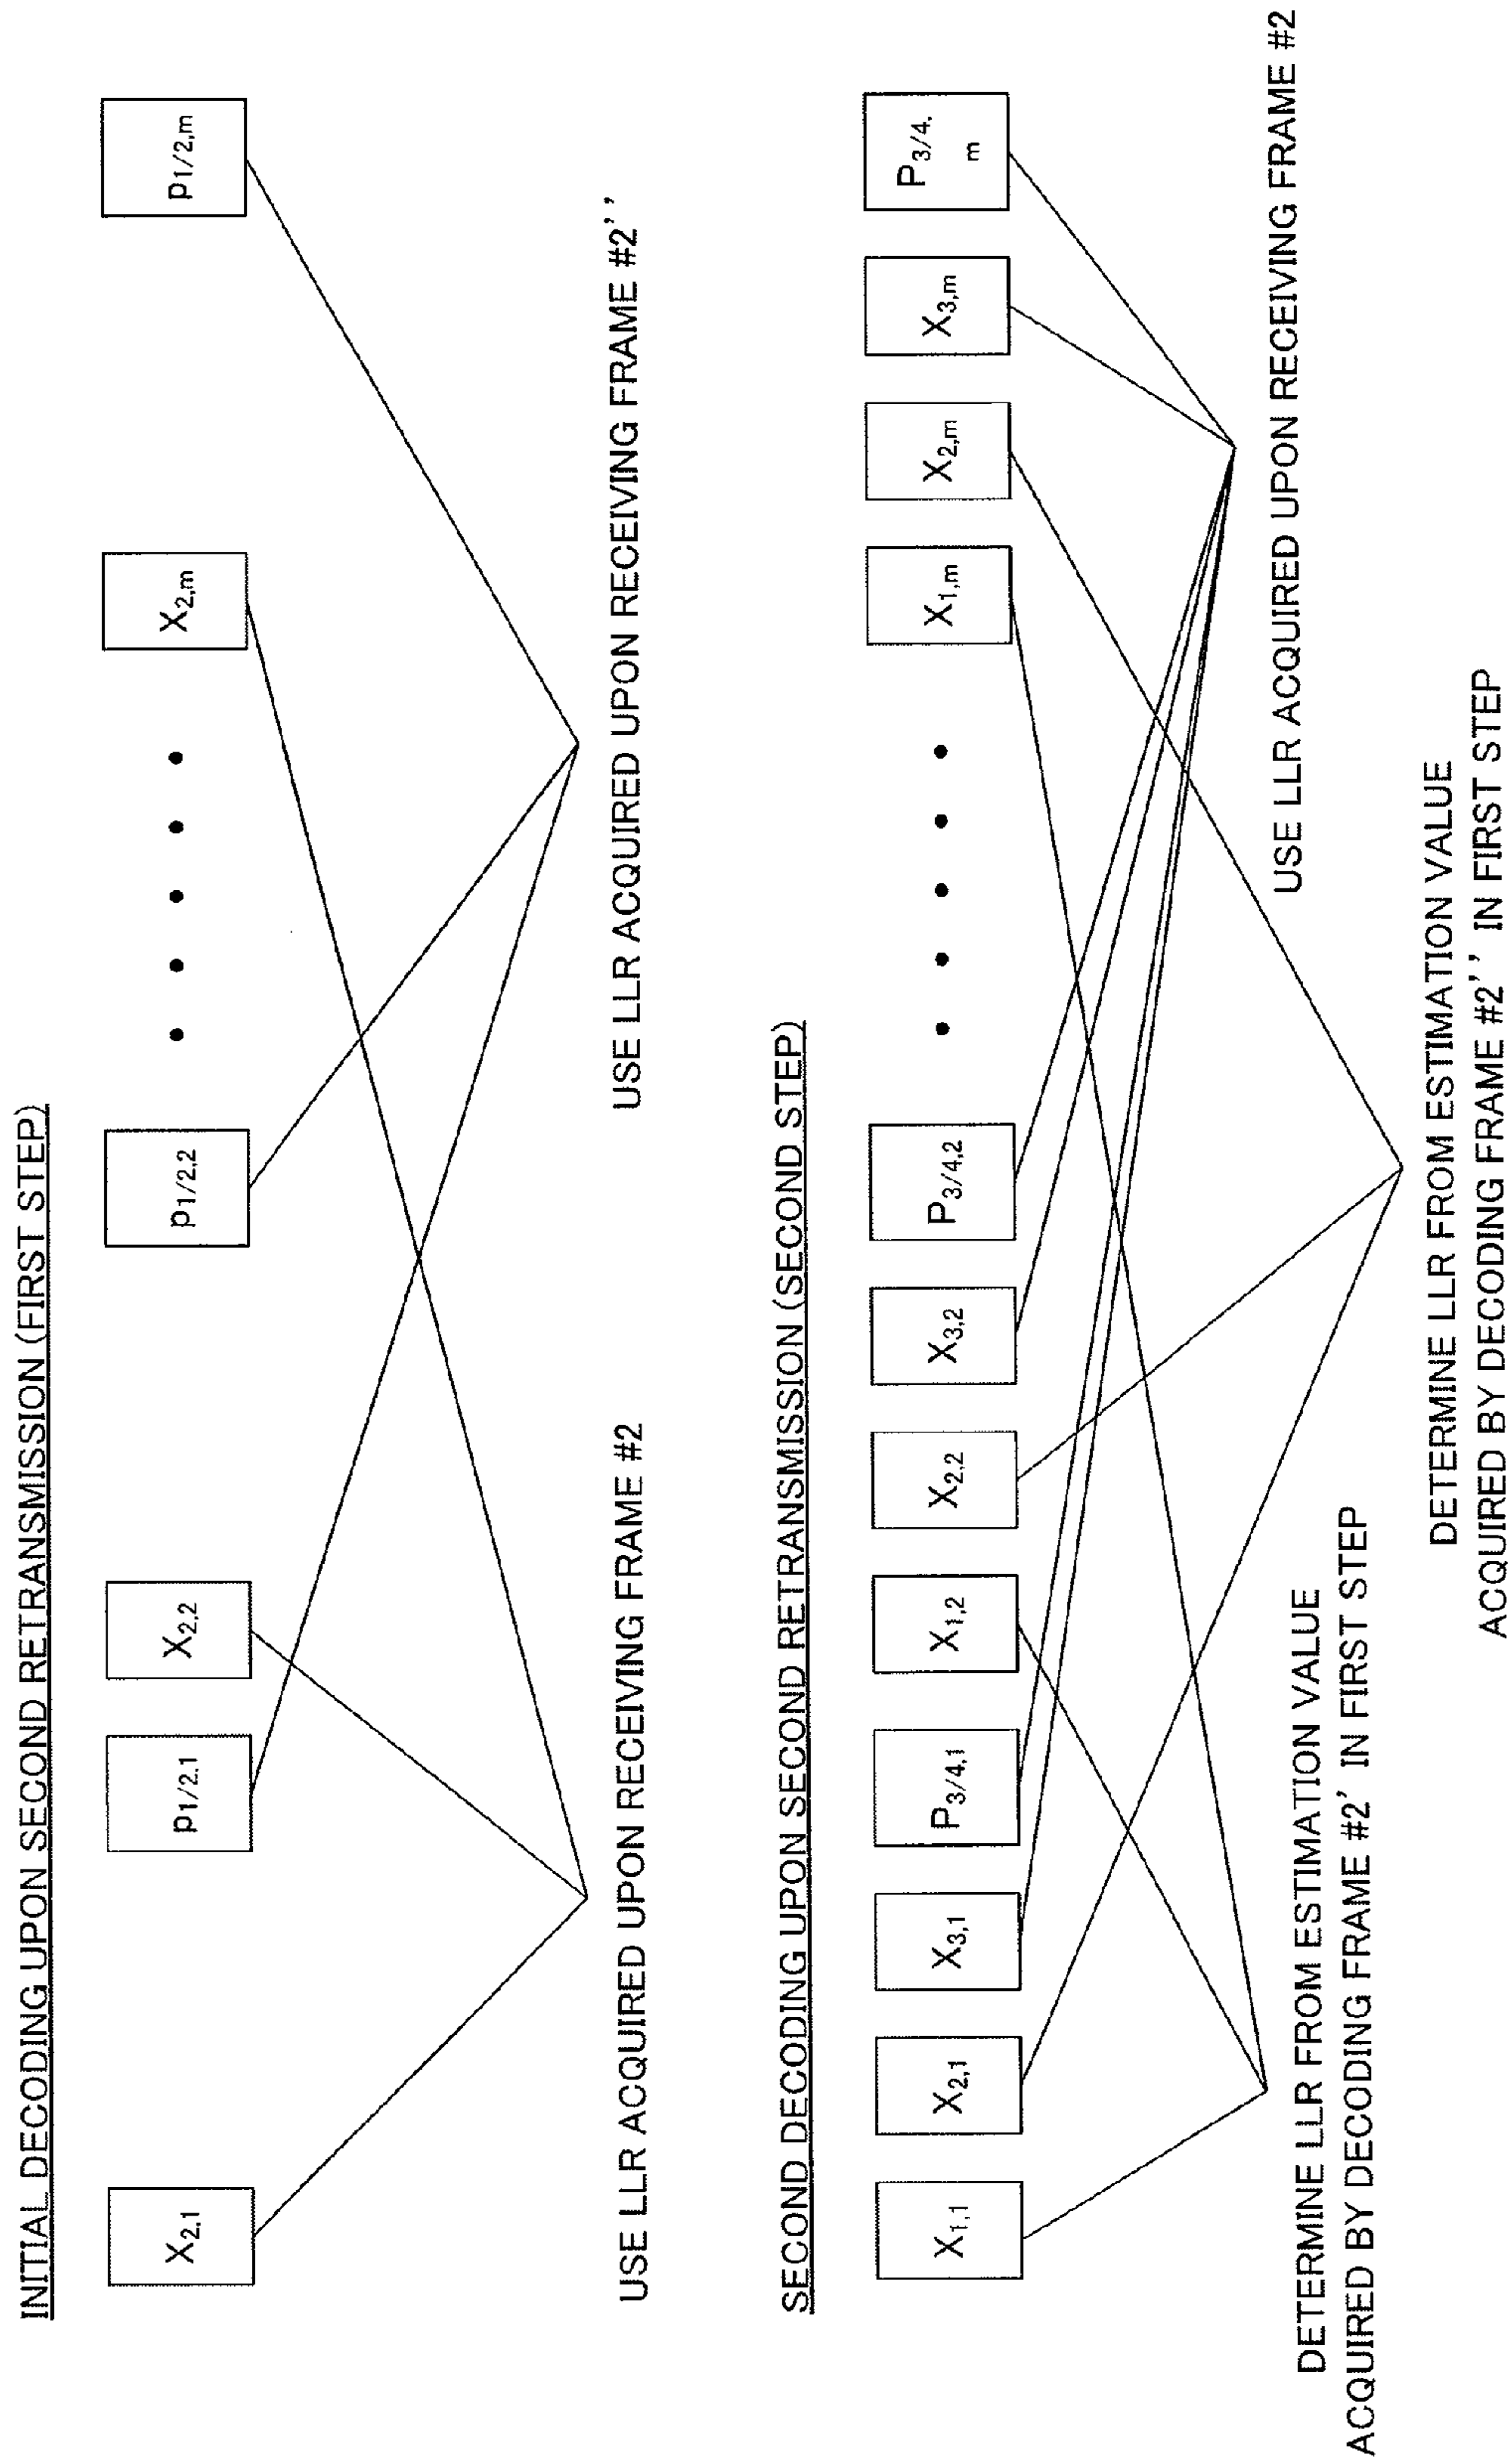 INITIAL DECODING UPON SECOND RETRANSMISSION (FIRST STEP)
X2,1
p1/2,1
X2,2
p1/2,2
X2,m
p1/2,m
USE LLR ACQUIRED UPON RECEIVING FRAME #2
USE LLR ACQUIRED UPON RECEIVING FRAME #2''
SECOND DECODING UPON SECOND RETRANSMISSION (SECOND STEP)
X1,1
X2,1
X3,1
P3/4,1
X1,2
X2,2
X3,2
P3/4,2
X1,m
X2,m
X3,m
P3/4,
m
DETERMINE LLR FROM ESTIMATION VALUE
ACQUIRED BY DECODING FRAME #2' IN FIRST STEP
USE LLR ACQUIRED UPON RECEIVING FRAME #2
DETERMINE LLR FROM ESTIMATION VALUE
ACQUIRED BY DECODING FRAME #2'' IN FIRST STEP